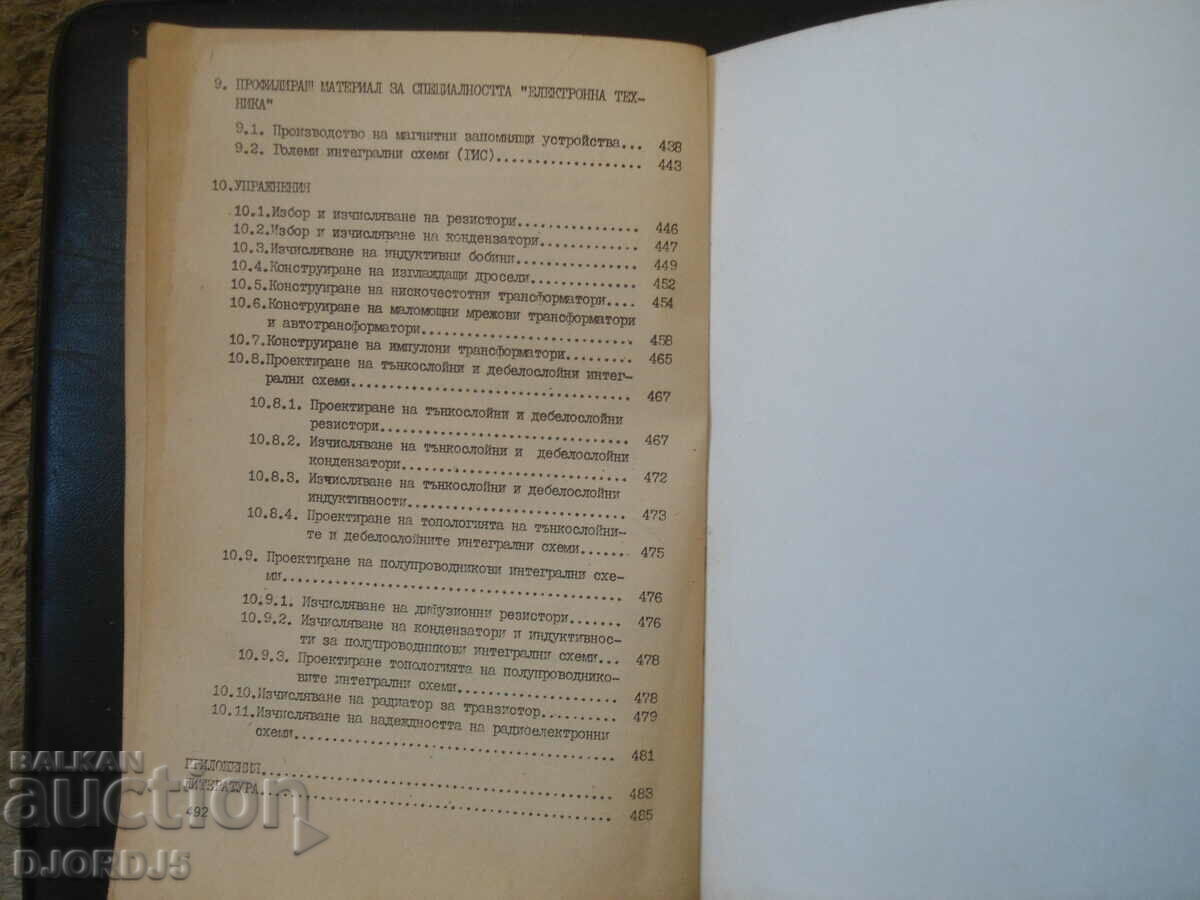 9. ПРОФИЛИРАЩ МАТЕРИАЛ ЗА СПЕЦИАЛНОСТТА "ЕЛЕКТРОННА ТЕХ-
НИКА"
9.1. Производство на магнитни запомнящи устройства... 438
9.2. Големи интегрални схеми (ГИС).................... 443
10.УПРАЖНЕНИЯ
10.1.Избор и изчисляване на резистори................ 446
10.2.Избор и изчисляване на кондензатори............. 447
10.3.Изчисляване на индуктивни бобини................ 449
10.4.Конструиране на изглаждащи дросели.............. 452
10.5.Конструиране на нискочестотни трансформатори.... 454
10.6.Конструиране на маломощни мрежови трансформатори
и автотрансформатори............................ 458
10.7.Конструиране на импулсни трансформатори......... 465
10.8.Проектиране на тънкослойни и дебелослойни интег-
рални схеми..................................... 467
10.8.1. Проектиране на тънкослойни и дебелослойни
резистори................................ 467
10.8.2. Изчисляване на тънкослойни и дебелослойни
кондензатори............................. 472
10.8.3. Изчисляване на тънкослойни и дебелослойни
индуктивности............................ 473
10.8.4. Проектиране на топологията на тънкослойни-
те и дебелослойните интегрални схеми...... 475
10.9. Проектиране на полупроводникови интегрални схе-
ми............................................. 476
10.9.1. Изчисляване на дифузионни резистори....... 476
10.9.2. Изчисляване на кондензатори и индуктивнос-
ти за полупроводникови интегрални схеми... 478
10.9.3. Проектиране топологията на полупроводнико-
вите интегрални схеми.................... 478
10.10.Изчисляване на радиатор за транзистор.......... 479
10.11.Изчисляване на надеждността на радиоелектронни
схеми.......................................... 481
ПРИЛОЖЕНИЯ............................................ 483
ЛИТЕРАТУРА............................................ 485
492
BALKAN
auction
DJORDJ5